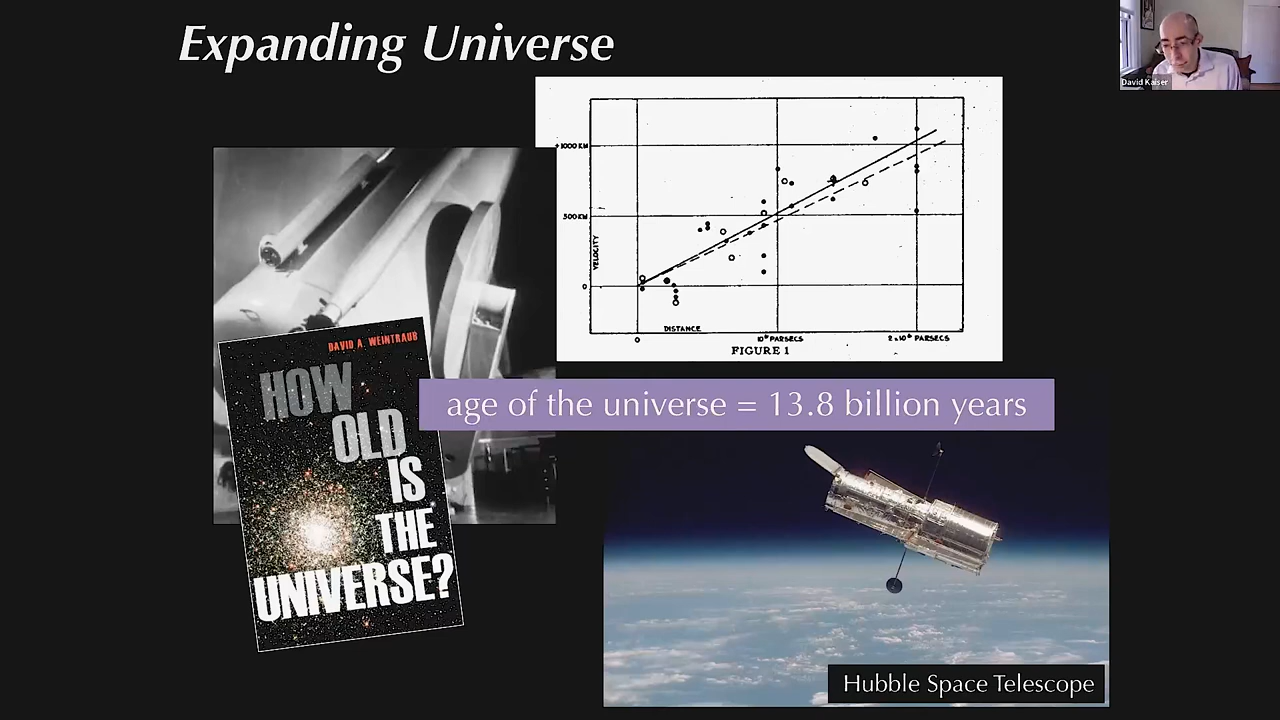 Expanding Universe
David Kaiser
+1000 KM
500 KM
0
VELOCITY
DISTANCE
0
10⁶ PARSECS
2 x 10⁶ PARSECS
FIGURE 1
DAVID A. WEINTRAUB
HOW
OLD
IS
THE
UNIVERSE?
age of the universe = 13.8 billion years
Hubble Space Telescope